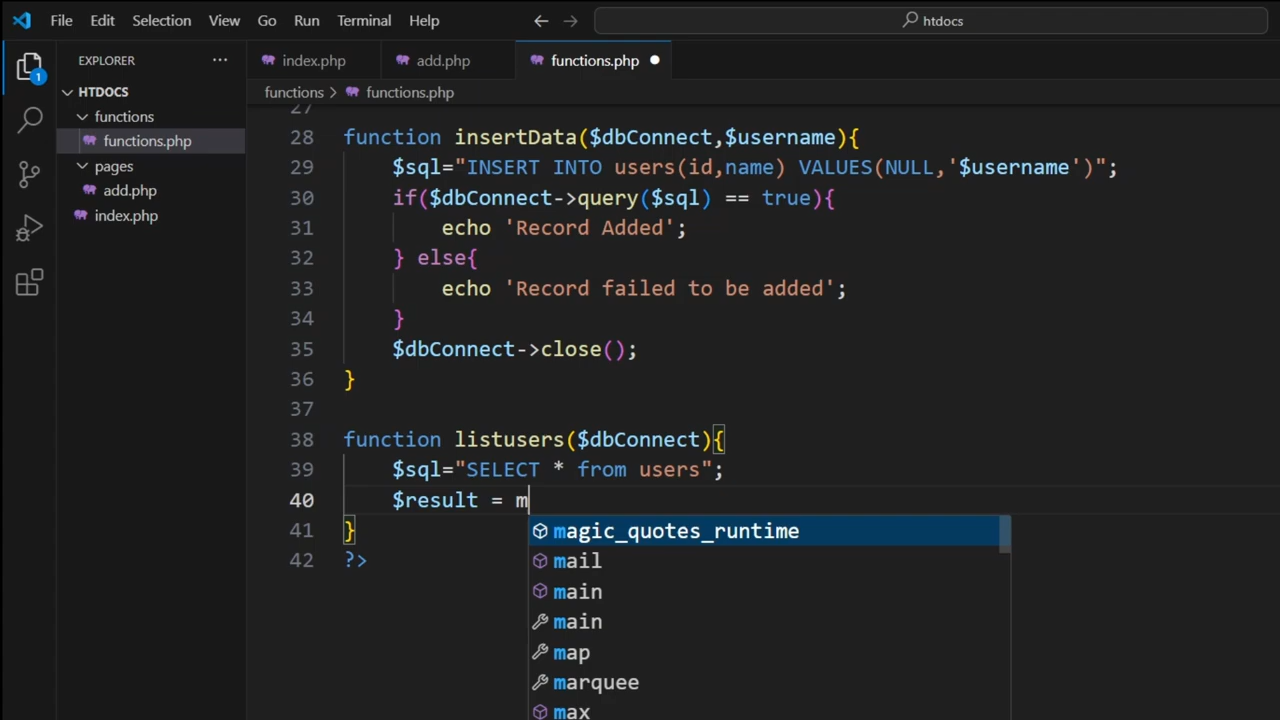 File Edit Selection View Go Run Terminal Help htdocs
EXPLORER ...
index.php add.php functions.php
1
HTDOCS
functions > functions.php
functions
functions.php
pages
add.php
index.php
27
28 function insertData($dbConnect,$username){
29 $sql="INSERT INTO users(id,name) VALUES(NULL,'$username')";
30 if($dbConnect->query($sql) == true){
31 echo 'Record Added';
32 } else{
33 echo 'Record failed to be added';
34 }
35 $dbConnect->close();
36 }
37
38 function listusers($dbConnect){
39 $sql="SELECT * from users";
40 $result = m
41 }
42 ?>
magic_quotes_runtime
mail
main
main
map
marquee
max